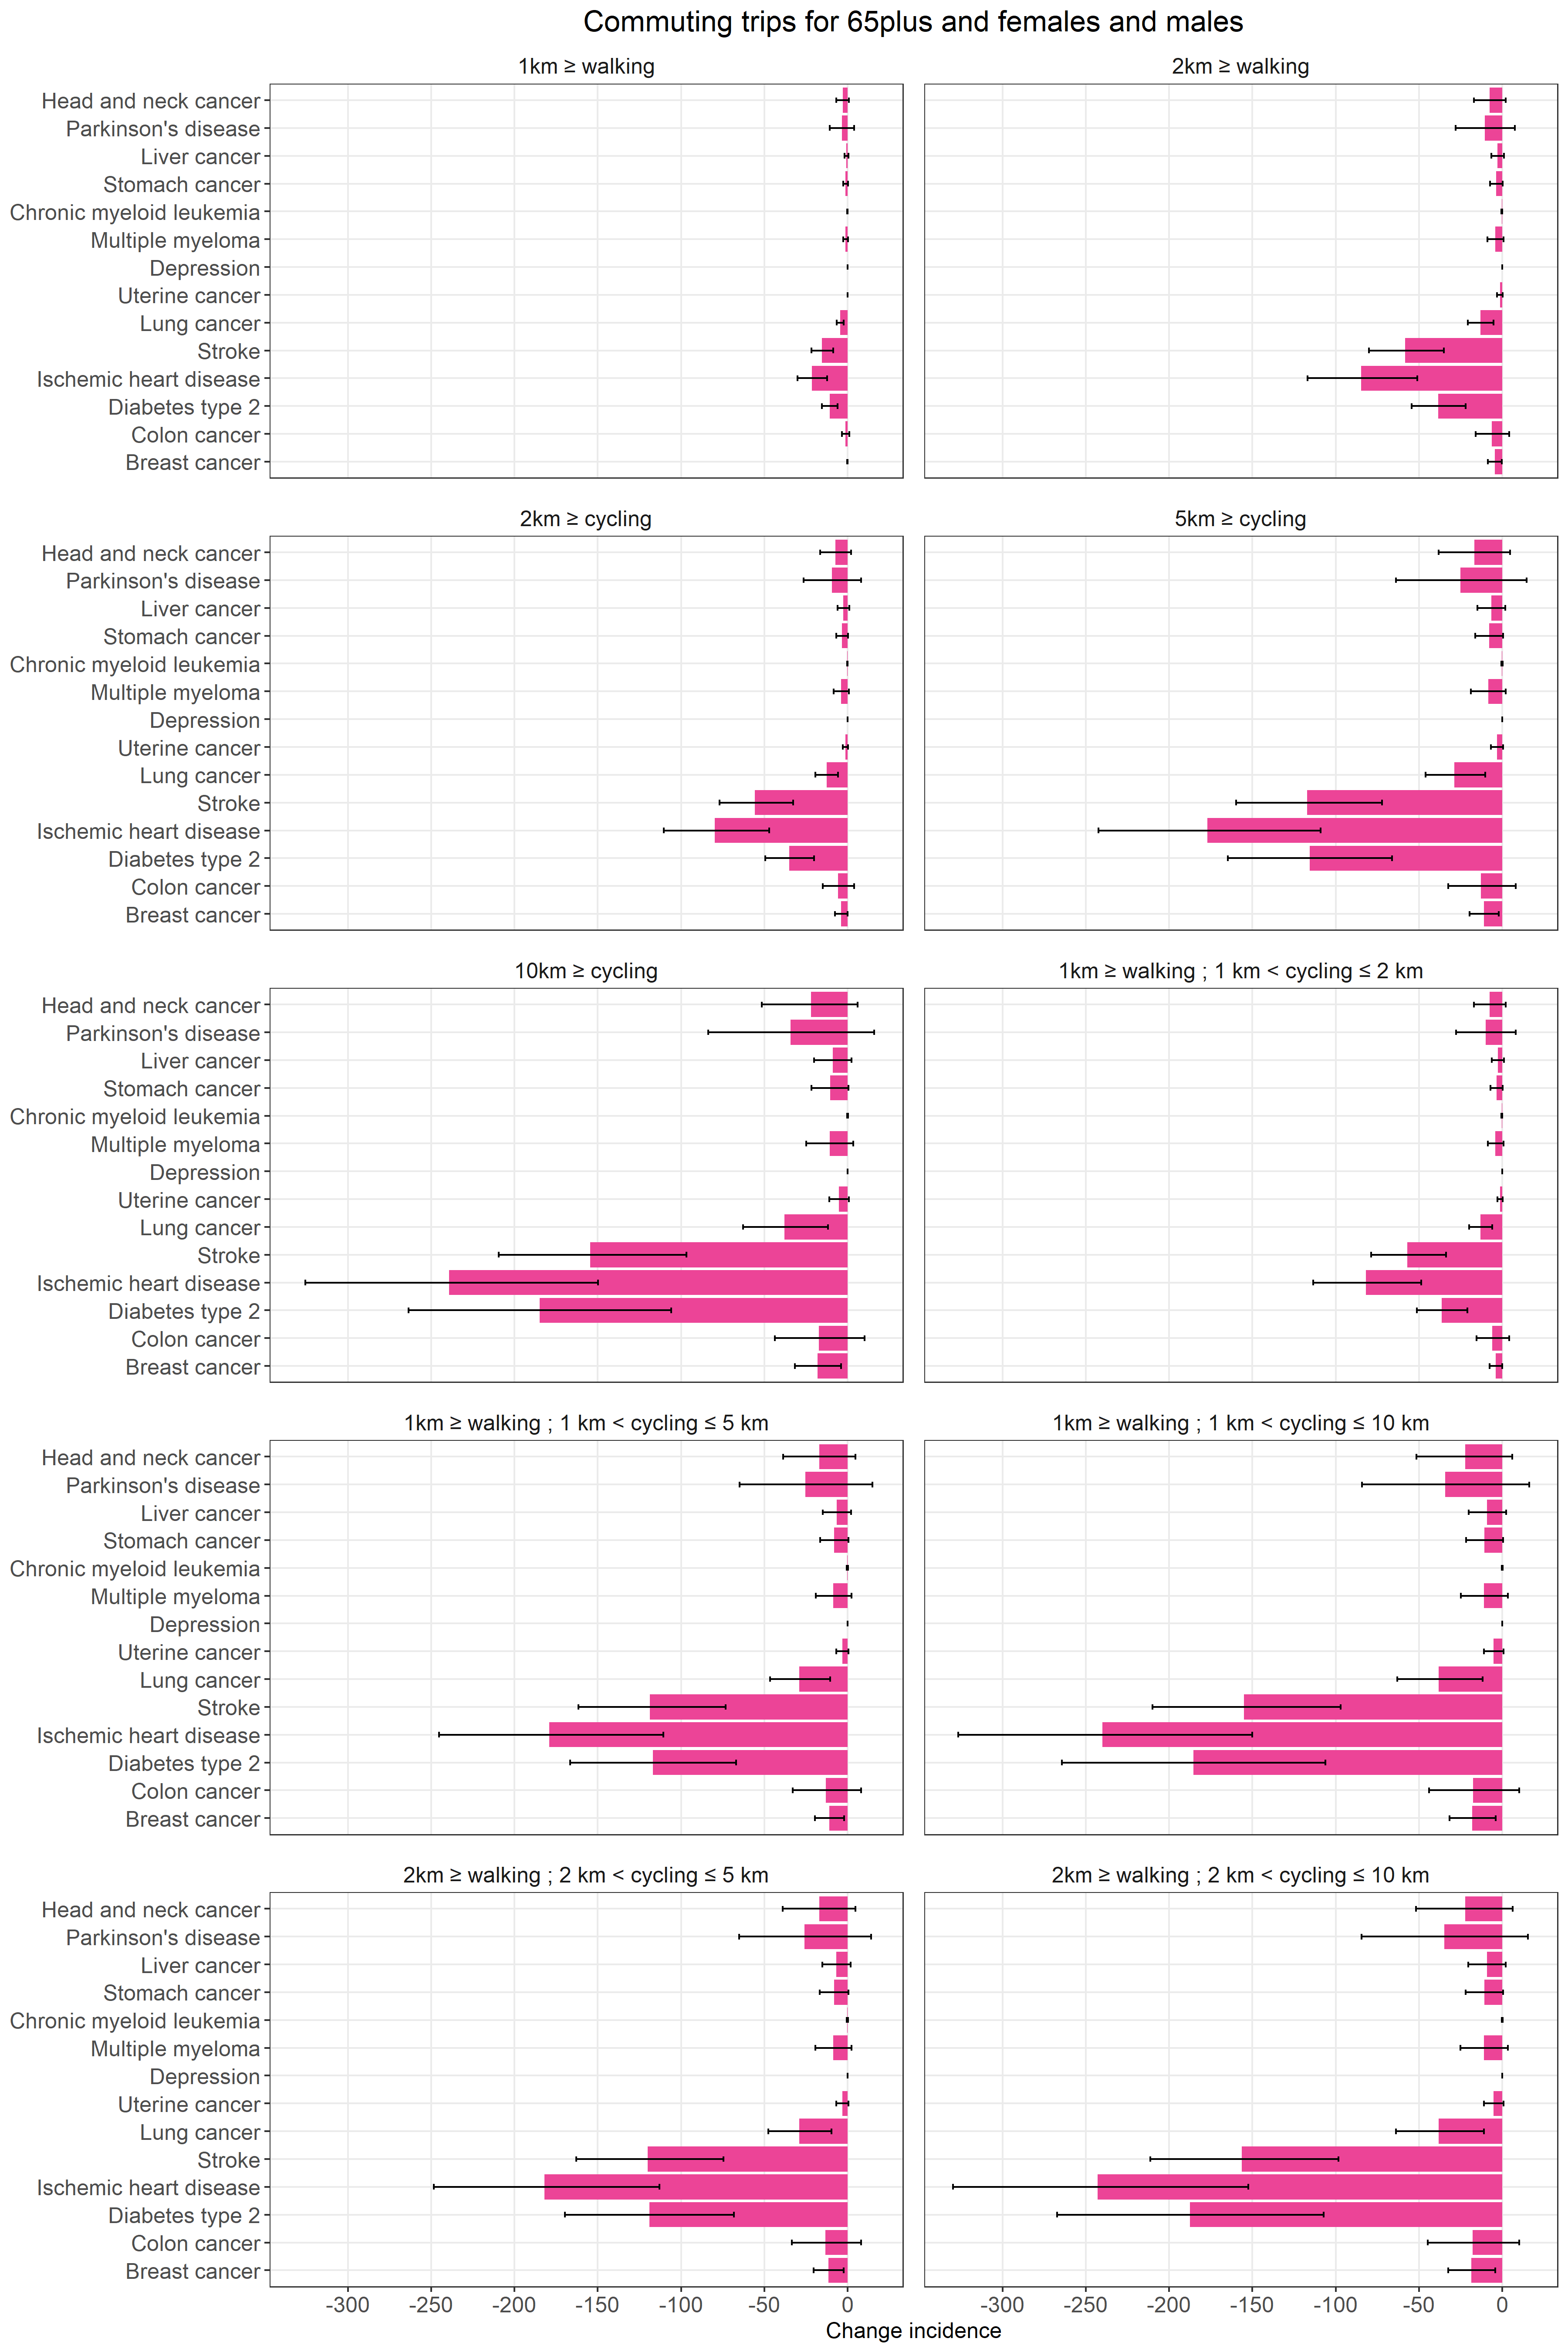 Commuting trips for 65plus and females and males
1km ≥ walking
2km ≥ walking
Head and neck cancer
Parkinson's disease
Liver cancer
Stomach cancer
Chronic myeloid leukemia
Multiple myeloma
Depression
Uterine cancer
Lung cancer
Stroke
Ischemic heart disease
Diabetes type 2
Colon cancer
Breast cancer
2km ≥ cycling
5km ≥ cycling
Head and neck cancer
Parkinson's disease
Liver cancer
Stomach cancer
Chronic myeloid leukemia
Multiple myeloma
Depression
Uterine cancer
Lung cancer
Stroke
Ischemic heart disease
Diabetes type 2
Colon cancer
Breast cancer
10km ≥ cycling
1km ≥ walking ; 1 km < cycling ≤ 2 km
Head and neck cancer
Parkinson's disease
Liver cancer
Stomach cancer
Chronic myeloid leukemia
Multiple myeloma
Depression
Uterine cancer
Lung cancer
Stroke
Ischemic heart disease
Diabetes type 2
Colon cancer
Breast cancer
1km ≥ walking ; 1 km < cycling ≤ 5 km
1km ≥ walking ; 1 km < cycling ≤ 10 km
Head and neck cancer
Parkinson's disease
Liver cancer
Stomach cancer
Chronic myeloid leukemia
Multiple myeloma
Depression
Uterine cancer
Lung cancer
Stroke
Ischemic heart disease
Diabetes type 2
Colon cancer
Breast cancer
2km ≥ walking ; 2 km < cycling ≤ 5 km
2km ≥ walking ; 2 km < cycling ≤ 10 km
Head and neck cancer
Parkinson's disease
Liver cancer
Stomach cancer
Chronic myeloid leukemia
Multiple myeloma
Depression
Uterine cancer
Lung cancer
Stroke
Ischemic heart disease
Diabetes type 2
Colon cancer
Breast cancer
-300 -250 -200 -150 -100 -50 0
-300 -250 -200 -150 -100 -50 0
Change incidence